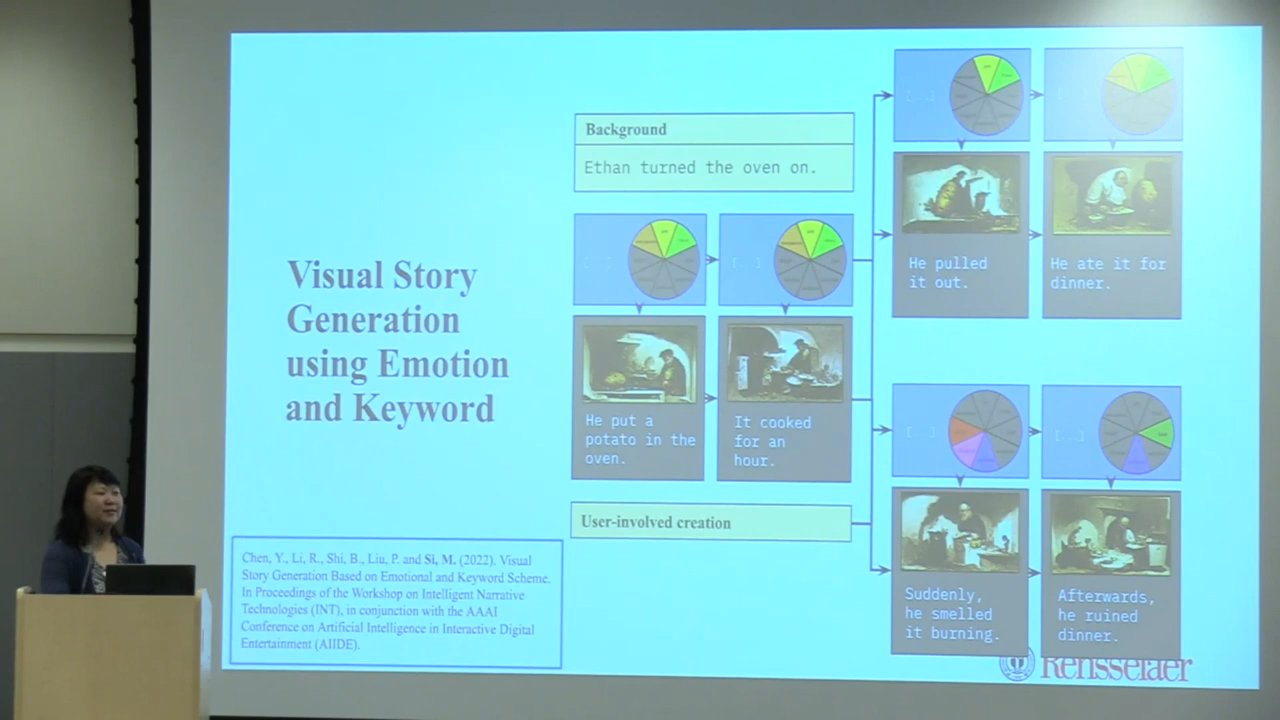 Visual Story
Generation
using Emotion
and Keyword
Chen, Y., Li, R., Shi, B., Liu, P. and Si, M. (2022). Visual
Story Generation Based on Emotional and Keyword Scheme.
In Proceedings of the Workshop on Intelligent Narrative
Technologies (INT), in conjunction with the AAAI
Conference on Artificial Intelligence in Interactive Digital
Entertainment (AIIDE).
Background
Ethan turned the oven on.
[...]
[...]
He put a
potato in the
oven.
It cooked
for an
hour.
User-involved creation
[...]
He pulled
it out.
He ate it for
dinner.
[...]
[...]
Suddenly,
he smelled
it burning.
Afterwards,
he ruined
dinner.
Rensselaer